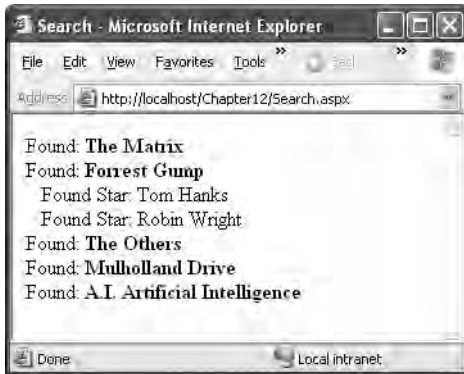 Search - Microsoft Internet Explorer
File Edit View Favorites Tools » Back »
Address http://localhost/Chapter12/Search.aspx
Found: The Matrix
Found: Forrest Gump
Found Star: Tom Hanks
Found Star: Robin Wright
Found: The Others
Found: Mulholland Drive
Found: A.I. Artificial Intelligence
Done Local intranet